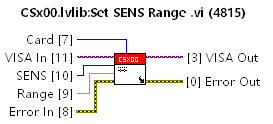 CSx00.lvlib:Set SENS Range .vi (4815)
Card [7]
VISA In [11]
SENS [10]
Range [9]
Error In [8]
CSX00
[3] VISA Out
[0] Error Out